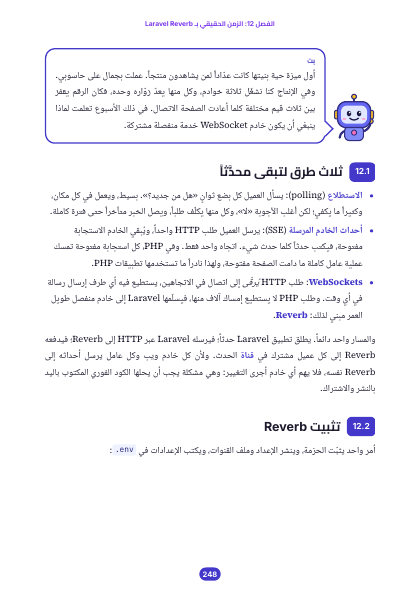 الفصل 12: الزمن الحقيقي بـ Laravel Reverb
بت
أول ميزة حية بنيتها كانت عدّاداً لمن يشاهدون منتجاً. عملت بجمال على حاسوبي.
وفي الإنتاج كنا نشغّل ثلاثة خوادم، وكل منها يعدّ زوّاره وحده، فكان الرقم يقفز
بين ثلاث قيم مختلفة كلما أعادت الصفحة الاتصال. في ذلك الأسبوع تعلمت لماذا
ينبغي أن يكون خادم WebSocket خدمة منفصلة مشتركة.
12.1 ثلاث طرق لتبقى محدَّثاً
• الاستطلاع (polling): يسأل العميل كل بضع ثوانٍ «هل من جديد؟». بسيط، ويعمل في كل مكان،
وكثيراً ما يكفي؛ لكن أغلب الأجوبة «لا»، وكل منها يكلّف طلباً، ويصل الخبر متأخراً حتى فترة كاملة.
• أحداث الخادم المرسلة (SSE): يرسل العميل طلب HTTP واحداً، ويُبقي الخادم الاستجابة
مفتوحة، فيكتب حدثاً كلما حدث شيء. اتجاه واحد فقط. وفي PHP، كل استجابة مفتوحة تمسك
عملية عامل كاملة ما دامت الصفحة مفتوحة، ولهذا نادراً ما تستخدمها تطبيقات PHP.
• WebSockets: طلب HTTP يُرقّى إلى اتصال في الاتجاهين، يستطيع فيه أي طرف إرسال رسالة
في أي وقت. وطلب PHP لا يستطيع إمساك آلاف منها، فيسلّمها Laravel إلى خادم منفصل طويل
العمر مبني لذلك: Reverb.
والمسار واحد دائماً. يطلق تطبيق Laravel حدثاً؛ فيرسله Laravel عبر HTTP إلى Reverb؛ فيدفعه
Reverb إلى كل عميل مشترك في قناة الحدث. ولأن كل خادم ويب وكل عامل يرسل أحداثه إلى
Reverb نفسه، فلا يهم أي خادم أجرى التغيير؛ وهي مشكلة يجب أن يحلها الكود الفوري المكتوب باليد
بالنشر والاشتراك.
12.2 تثبيت Reverb
أمر واحد يثبّت الحزمة، وينشر الإعداد وملف القنوات، ويكتب الإعدادات في .env :
248